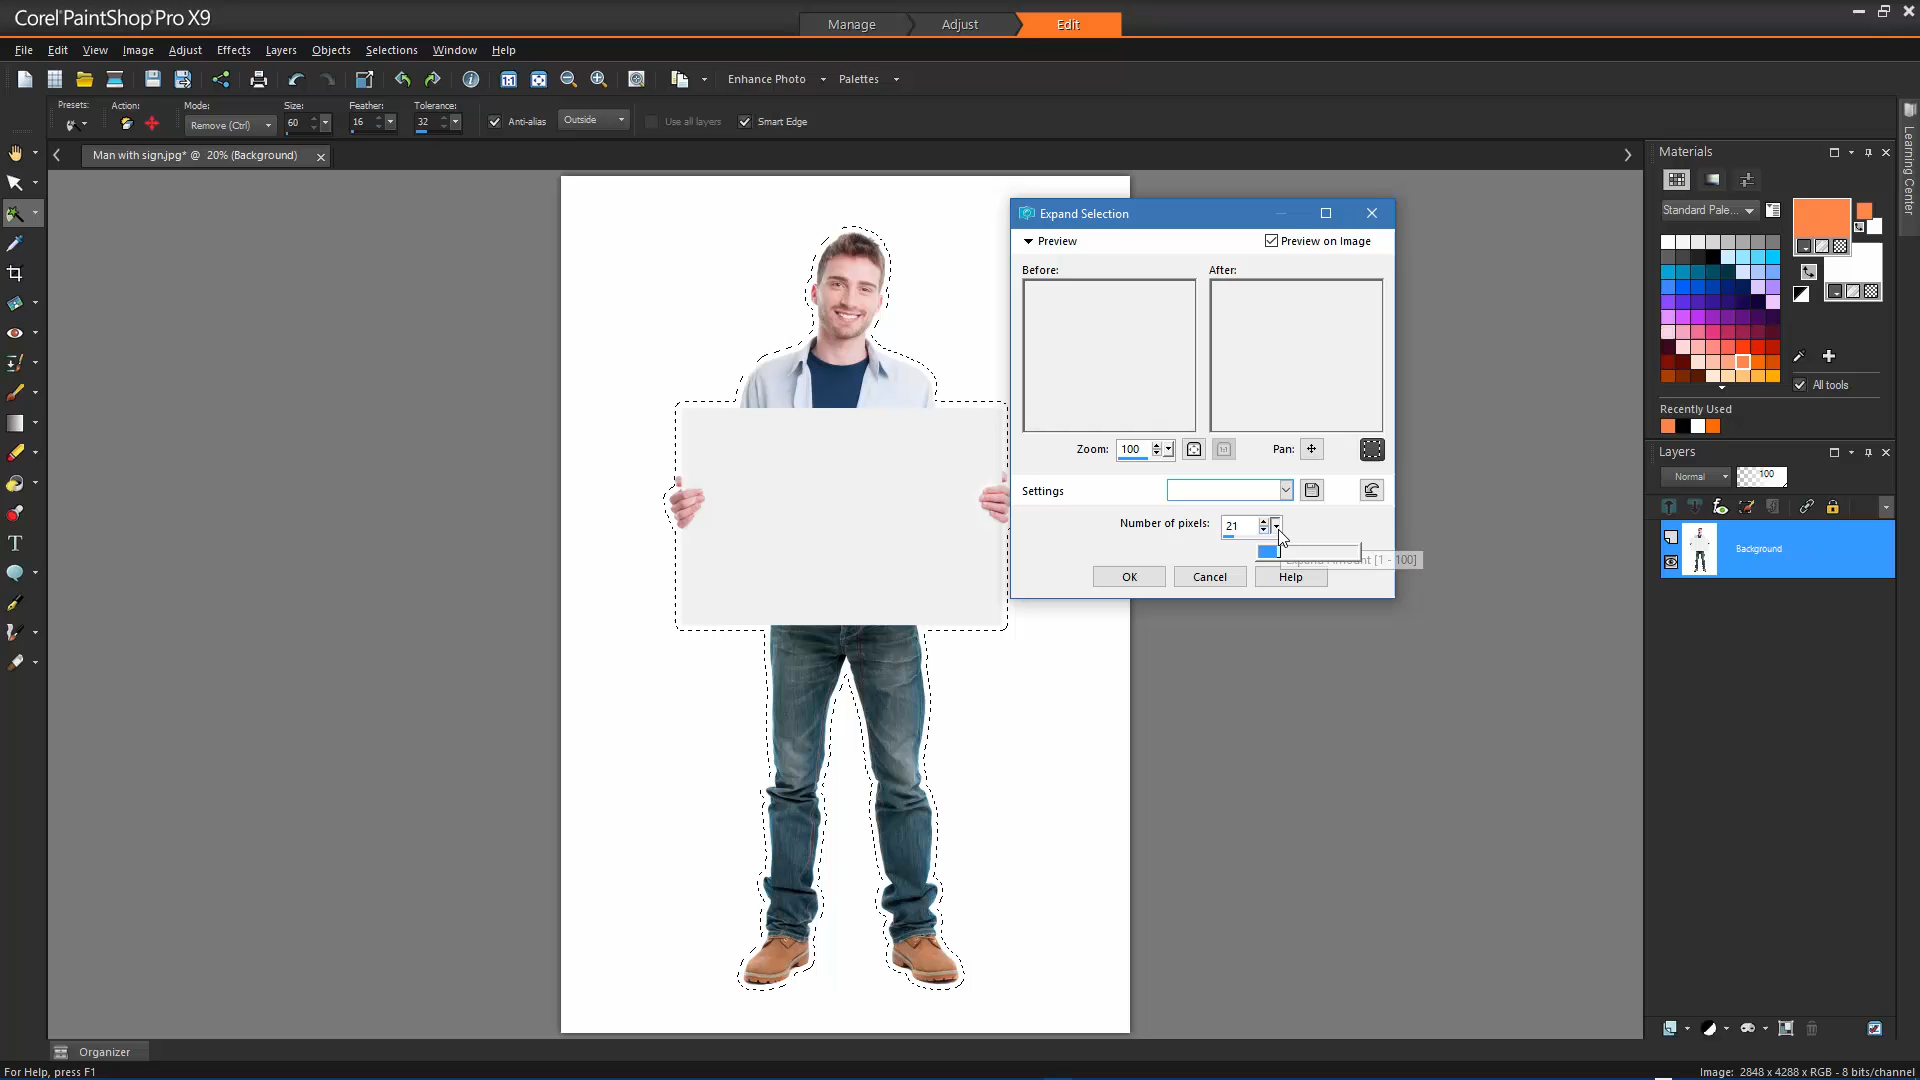 Corel PaintShop Pro X9
Manage
Adjust
Edit
File Edit View Image Adjust Effects Layers Objects Selections Window Help
Enhance Photo
Palettes
Presets:
Action:
Mode:
Size:
Feather:
Tolerance:
Remove (Ctrl)
60
16
32
Anti-alias
Outside
Use all layers
Smart Edge
Man with sign.jpg* @ 20% (Background)
Expand Selection
Preview
Preview on Image
Before:
After:
Zoom: 100
Pan:
Settings
Number of pixels: 21
Expand Amount [1 - 100]
OK
Cancel
Help
Materials
Standard Pale...
All tools
Recently Used
Layers
Normal
100
Background
Learning Center
Organizer
For Help, press F1
Image: 2848 x 4288 x RGB - 8 bits/channel